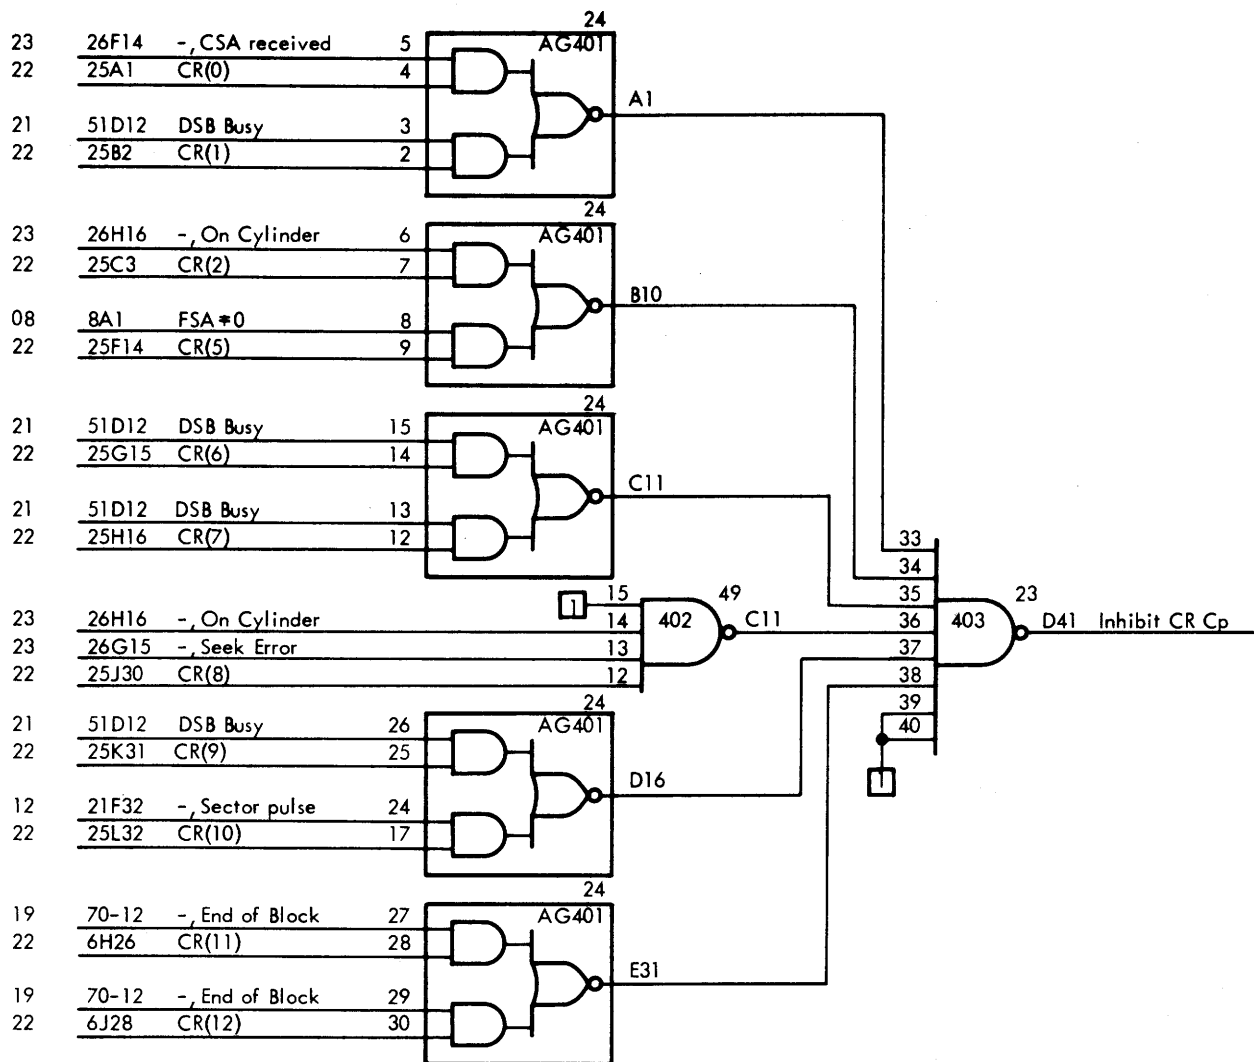 24
23 26F14 -, CSA received 5 AG401
22 25A1 CR(0) 4
A1
21 51D12 DSB Busy 3
22 25B2 CR(1) 2
24
23 26H16 -, On Cylinder 6 AG401
22 25C3 CR(2) 7
B10
08 8A1 FSA≠0 8
22 25F14 CR(5) 9
24
21 51D12 DSB Busy 15 AG401
22 25G15 CR(6) 14
C11
21 51D12 DSB Busy 13
22 25H16 CR(7) 12
33
34
35
1 15 49 23
23 26H16 -, On Cylinder 14 402 C11 36 403 D41 Inhibit CR Cp
23 26G15 -, Seek Error 13 37
22 25J30 CR(8) 12 38
39
40
1
24
21 51D12 DSB Busy 26 AG401
22 25K31 CR(9) 25
D16
12 21F32 -, Sector pulse 24
22 25L32 CR(10) 17
24
19 70-12 -, End of Block 27 AG401
22 6H26 CR(11) 28
E31
19 70-12 -, End of Block 29
22 6J28 CR(12) 30